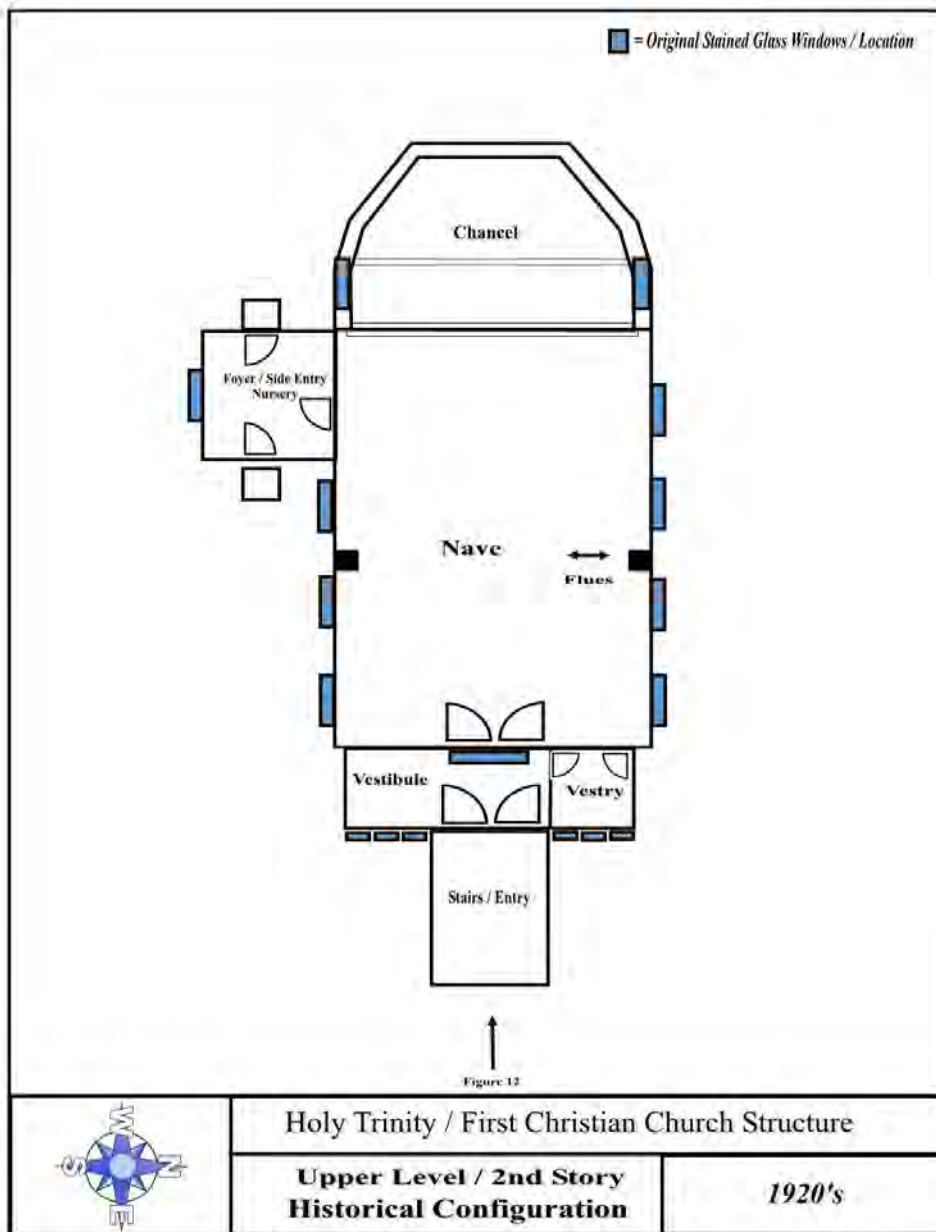 = Original Stained Glass Windows / Location
Chancel
Foyer / Side Entry
Nursery
Nave
Flues
Vestibule
Vestry
Stairs / Entry
Figure 12
W
S
N
E
Holy Trinity / First Christian Church Structure
Upper Level / 2nd Story
Historical Configuration
1920's